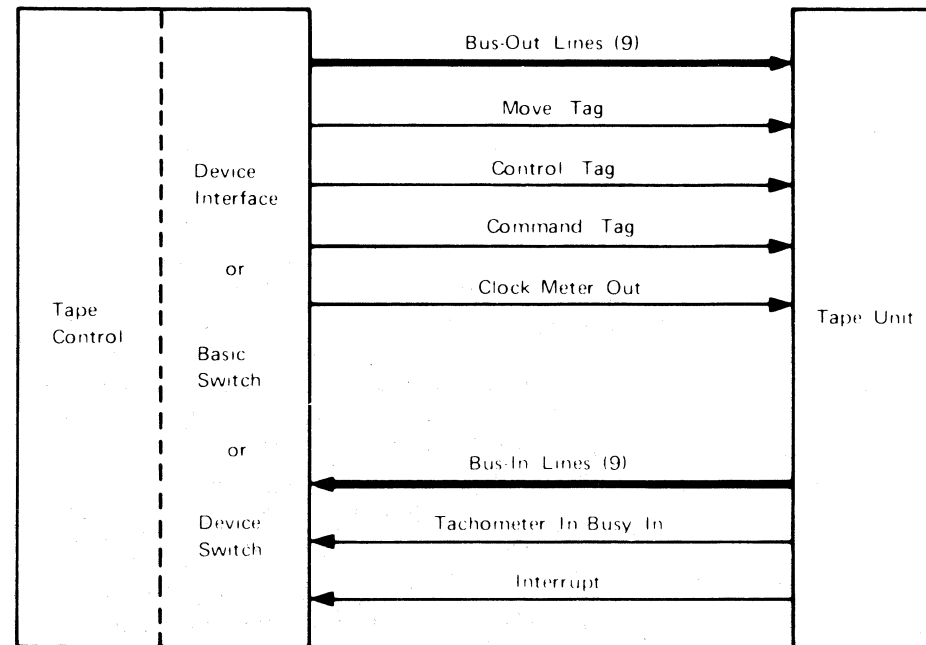 Bus-Out Lines (9)
Move Tag
Control Tag
Command Tag
Clock Meter Out
Tape
Control
Device
Interface
or
Basic
Switch
or
Device
Switch
Tape Unit
Bus-In Lines (9)
Tachometer In Busy In
Interrupt